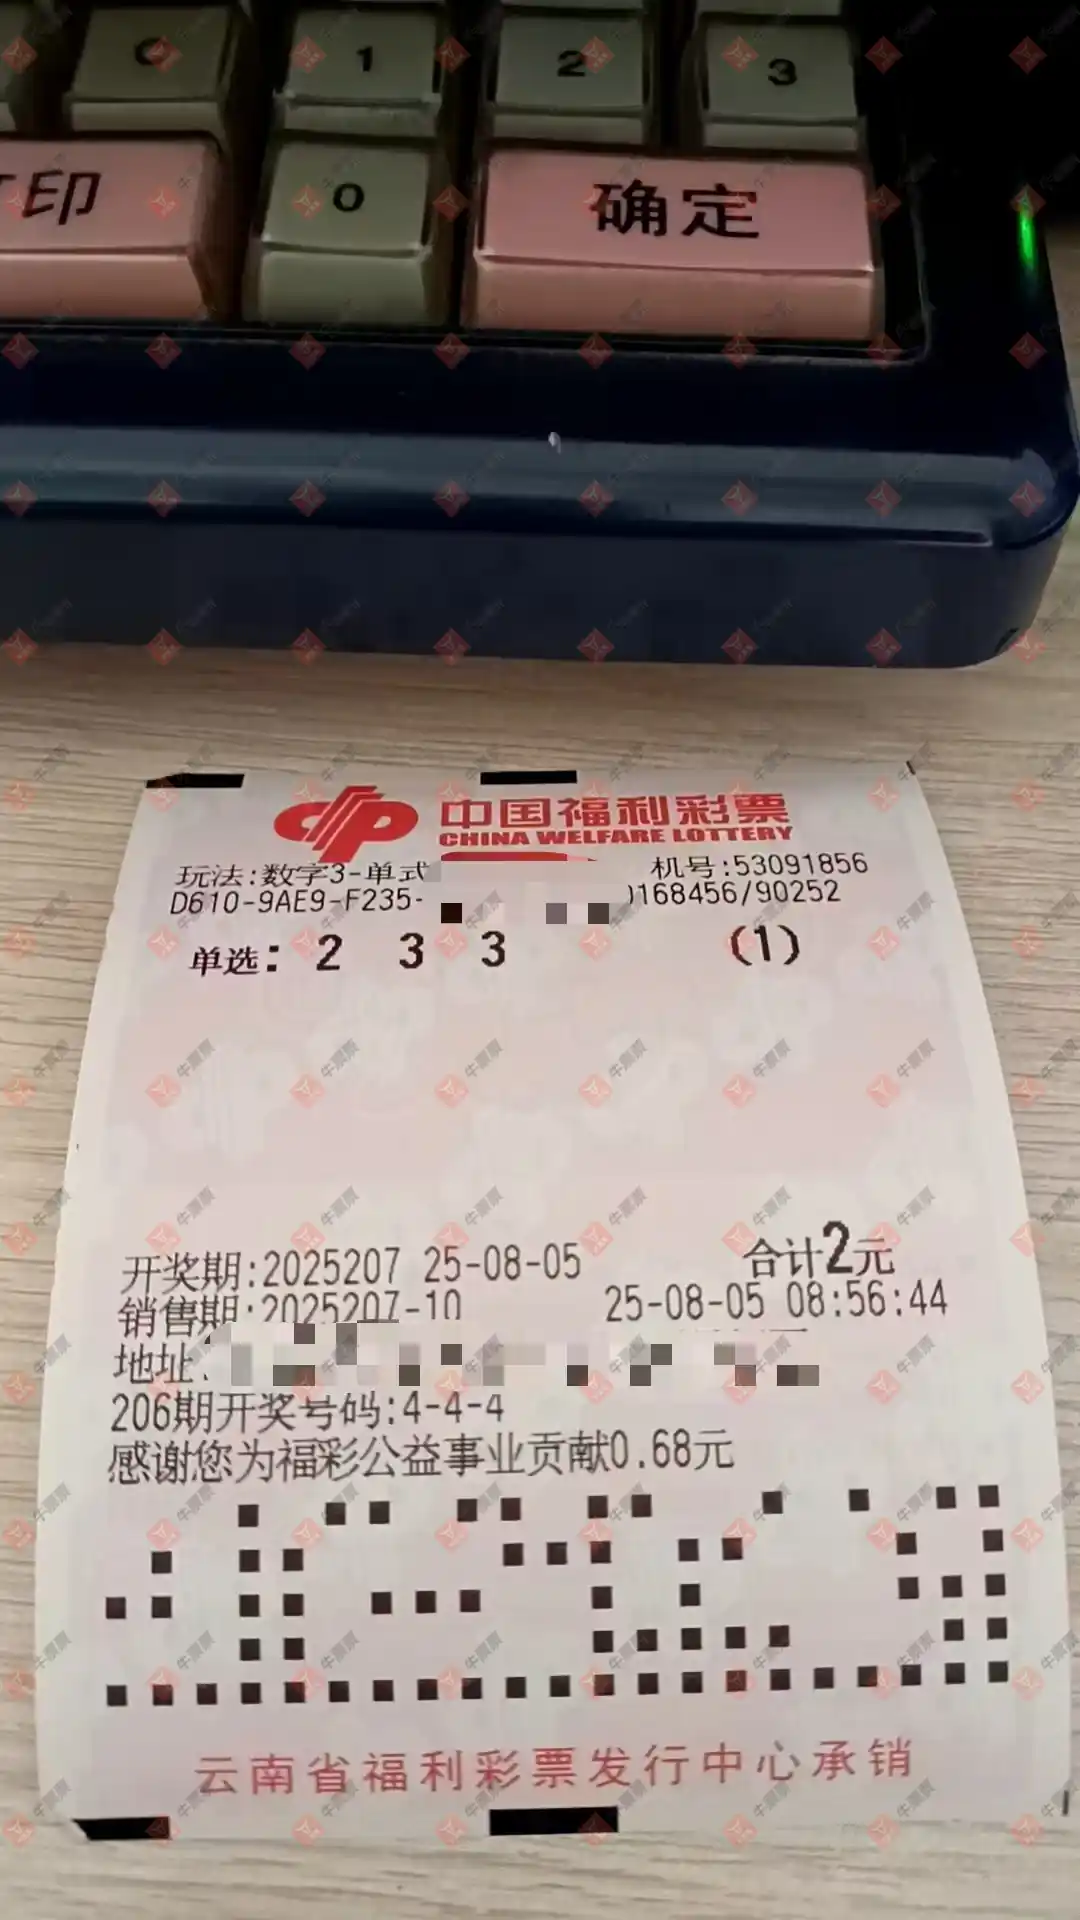 1 2 3
印 0 确定
中国福利彩票
CHINA WELFARE LOTTERY
玩法:数字3-单式 机号:53091856
D610-9AE9-F235- 168456/90252
单选: 2 3 3 (1)
开奖期:2025207 25-08-05 合计2元
销售期:2025207-10 25-08-05 08:56:44
地址:
206期开奖号码:4-4-4
感谢您为福彩公益事业贡献0.68元
云南省福利彩票发行中心承销
牛票票